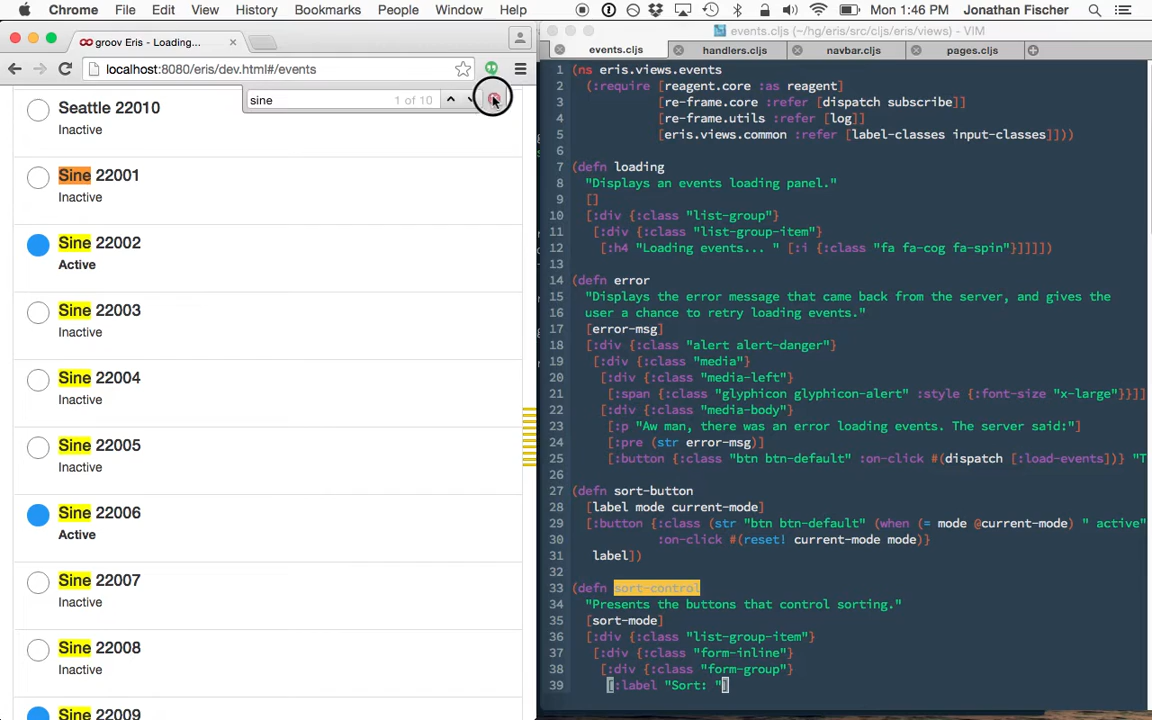 Chrome File Edit View History Bookmarks People Window Help Mon 1:46 PM Jonathan Fischer
groov Eris - Loading...
localhost:8080/eris/dev.html#/events
sine 1 of 10
Seattle 22010
Inactive
Sine 22001
Inactive
Sine 22002
Active
Sine 22003
Inactive
Sine 22004
Inactive
Sine 22005
Inactive
Sine 22006
Active
Sine 22007
Inactive
Sine 22008
Inactive
Sine 22009
events.cljs (~/hg/eris/src/cljs/eris/views) - VIM
events.cljs handlers.cljs navbar.cljs pages.cljs
1 (ns eris.views.events
2 (:require [reagent.core :as reagent]
3 [re-frame.core :refer [dispatch subscribe]]
4 [re-frame.utils :refer [log]]
5 [eris.views.common :refer [label-classes input-classes]]))
6
7 (defn loading
8 "Displays an events loading panel."
9 []
10 [:div {:class "list-group"}
11 [:div {:class "list-group-item"}
12 [:h4 "Loading events... " [:i {:class "fa fa-cog fa-spin"}]]]])
13
14 (defn error
15 "Displays the error message that came back from the server, and gives the
16 user a chance to retry loading events."
17 [error-msg]
18 [:div {:class "alert alert-danger"}
19 [:div {:class "media"}
20 [:div {:class "media-left"}
21 [:span {:class "glyphicon glyphicon-alert" :style {:font-size "x-large"}}]]
22 [:div {:class "media-body"}
23 [:p "Aw man, there was an error loading events. The server said:"]
24 [:pre (str error-msg)]
25 [:button {:class "btn btn-default" :on-click #(dispatch [:load-events])} "T
26
27 (defn sort-button
28 [label mode current-mode]
29 [:button {:class (str "btn btn-default" (when (= mode @current-mode) " active"
30 :on-click #(reset! current-mode mode)}
31 label])
32
33 (defn sort-control
34 "Presents the buttons that control sorting."
35 [sort-mode]
36 [:div {:class "list-group-item"}
37 [:div {:class "form-inline"}
38 [:div {:class "form-group"}
39 [:label "Sort: "]